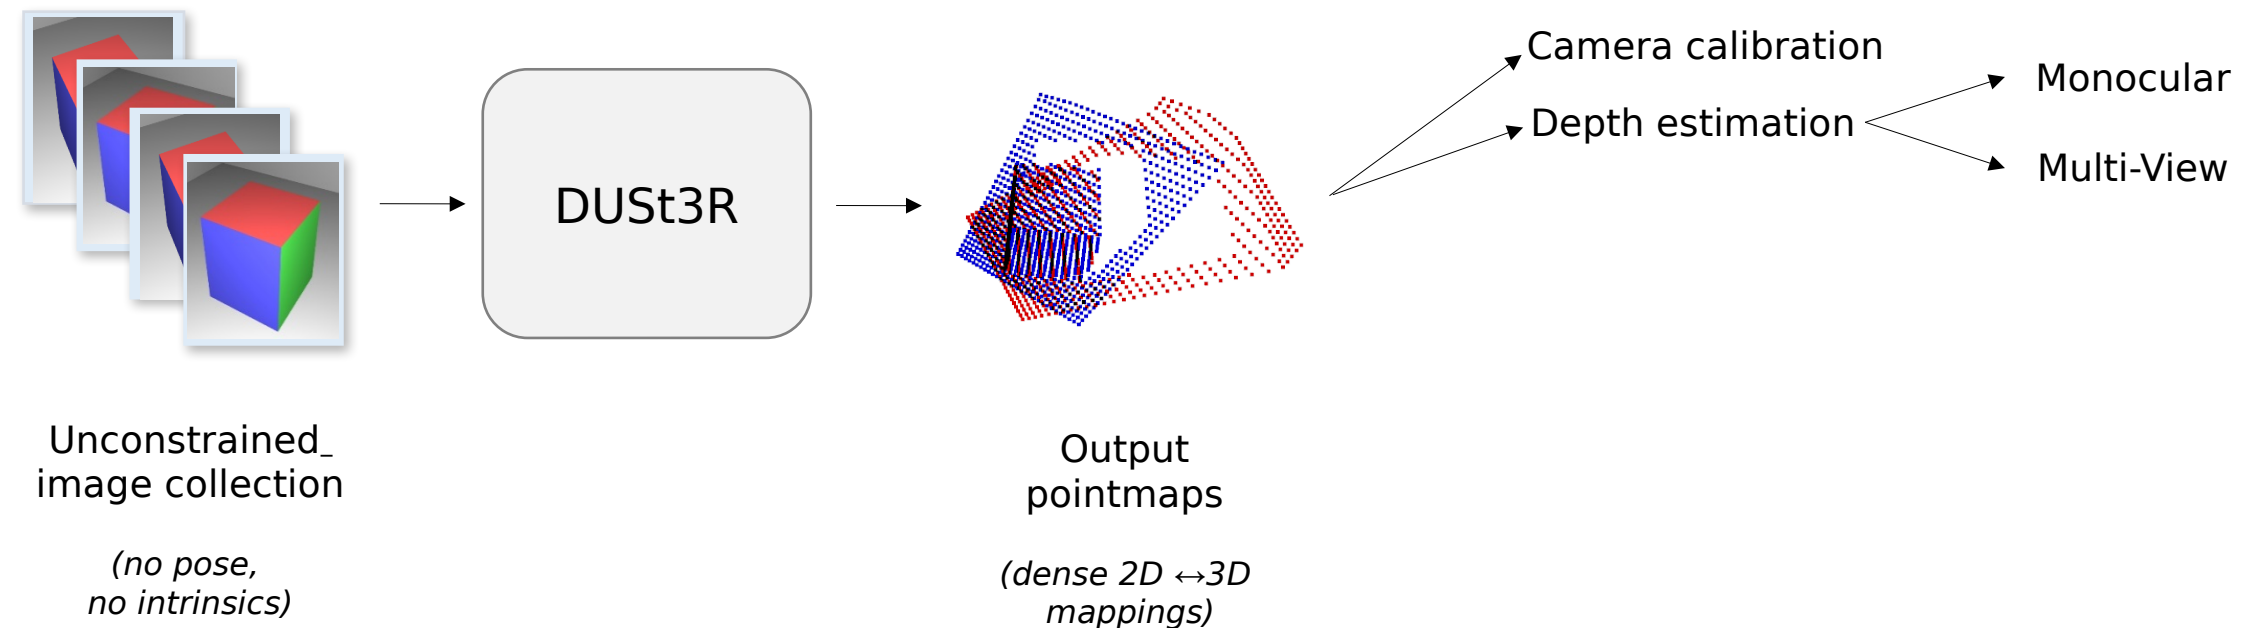 Camera calibration
Depth estimation
Monocular
Multi-View
DUSt3R
Unconstrained_
image collection
(no pose,
no intrinsics)
Output
pointmaps
(dense 2D ↔3D
mappings)